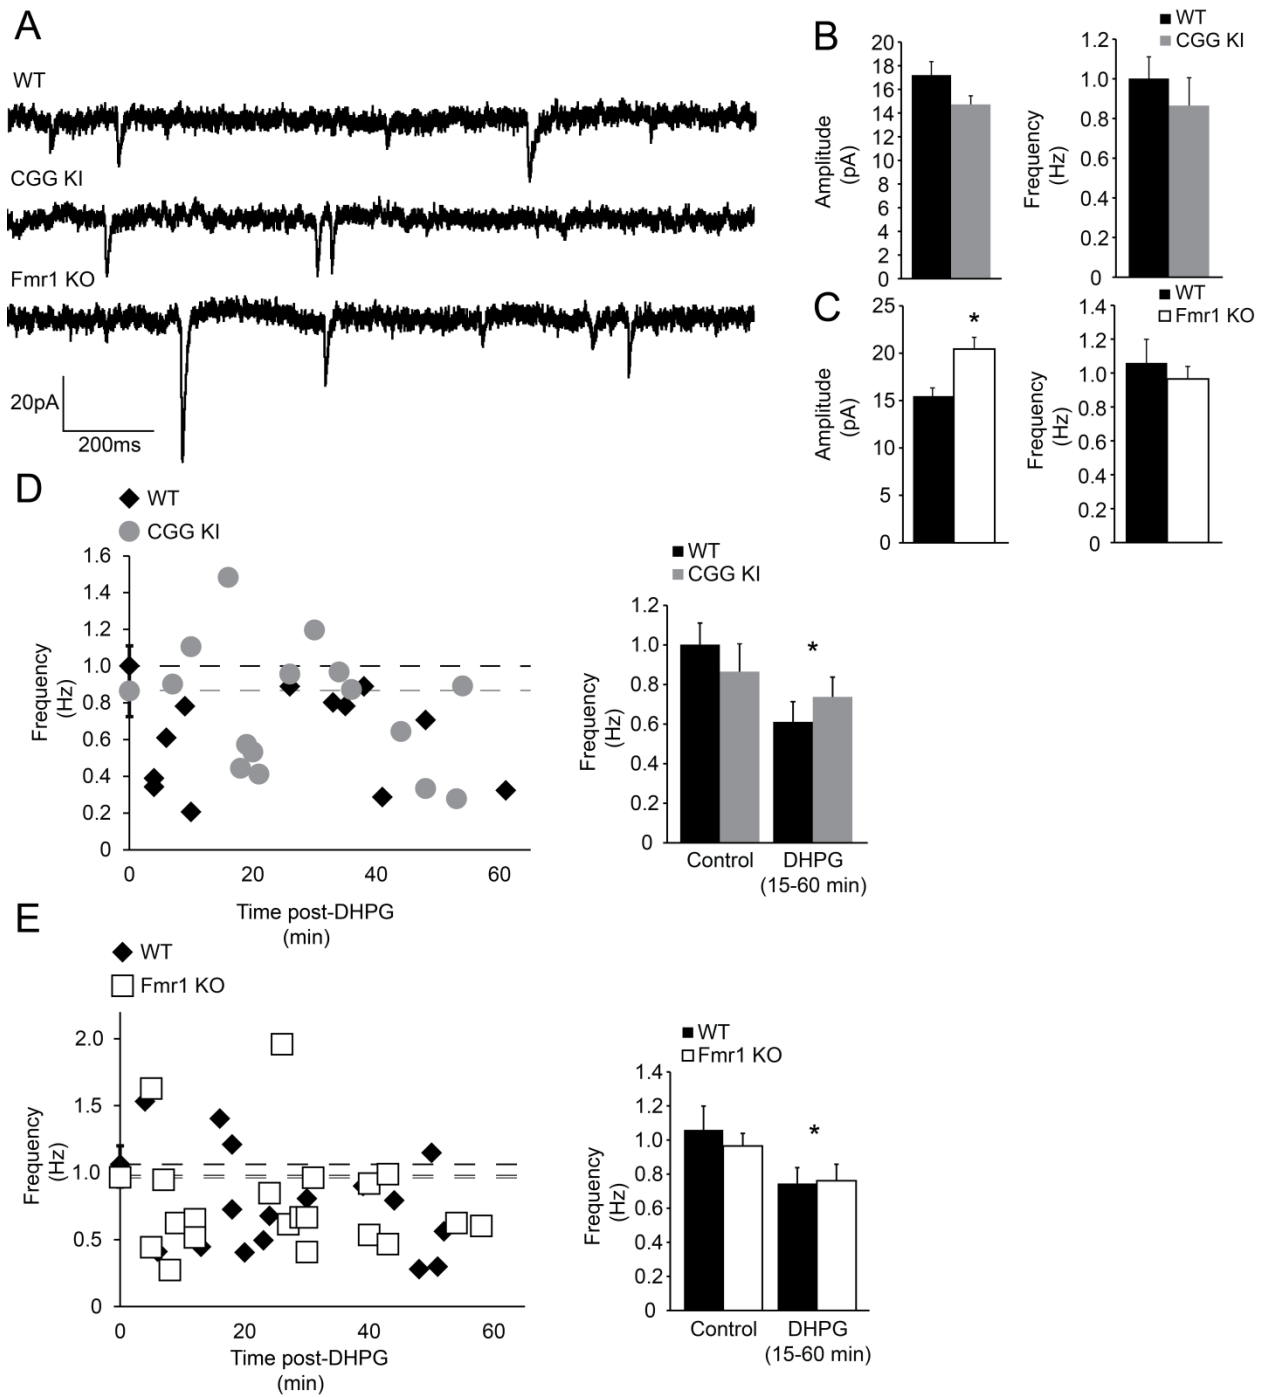 A
WT
CGG KI
Fmr1 KO
20pA
200ms
B
WT
CGG KI
Amplitude
(pA)
20
18
16
14
12
10
8
6
4
2
0
Frequency
(Hz)
1.2
1.0
0.8
0.6
0.4
0.2
0
C
Amplitude
(pA)
25
20
15
10
5
0
*
WT
Fmr1 KO
Frequency
(Hz)
1.4
1.2
1.0
0.8
0.6
0.4
0.2
0
D
WT
CGG KI
Frequency
(Hz)
1.6
1.4
1.2
1.0
0.8
0.6
0.4
0.2
0
0 20 40 60
Time post-DHPG
(min)
WT
CGG KI
Frequency
(Hz)
1.2
1.0
0.8
0.6
0.4
0.2
0
*
Control DHPG
(15-60 min)
E
WT
Fmr1 KO
Frequency
(Hz)
2.0
1.5
1.0
0.5
0
0 20 40 60
Time post-DHPG
(min)
WT
Fmr1 KO
Frequency
(Hz)
1.4
1.2
1.0
0.8
0.6
0.4
0.2
0
*
Control DHPG
(15-60 min)